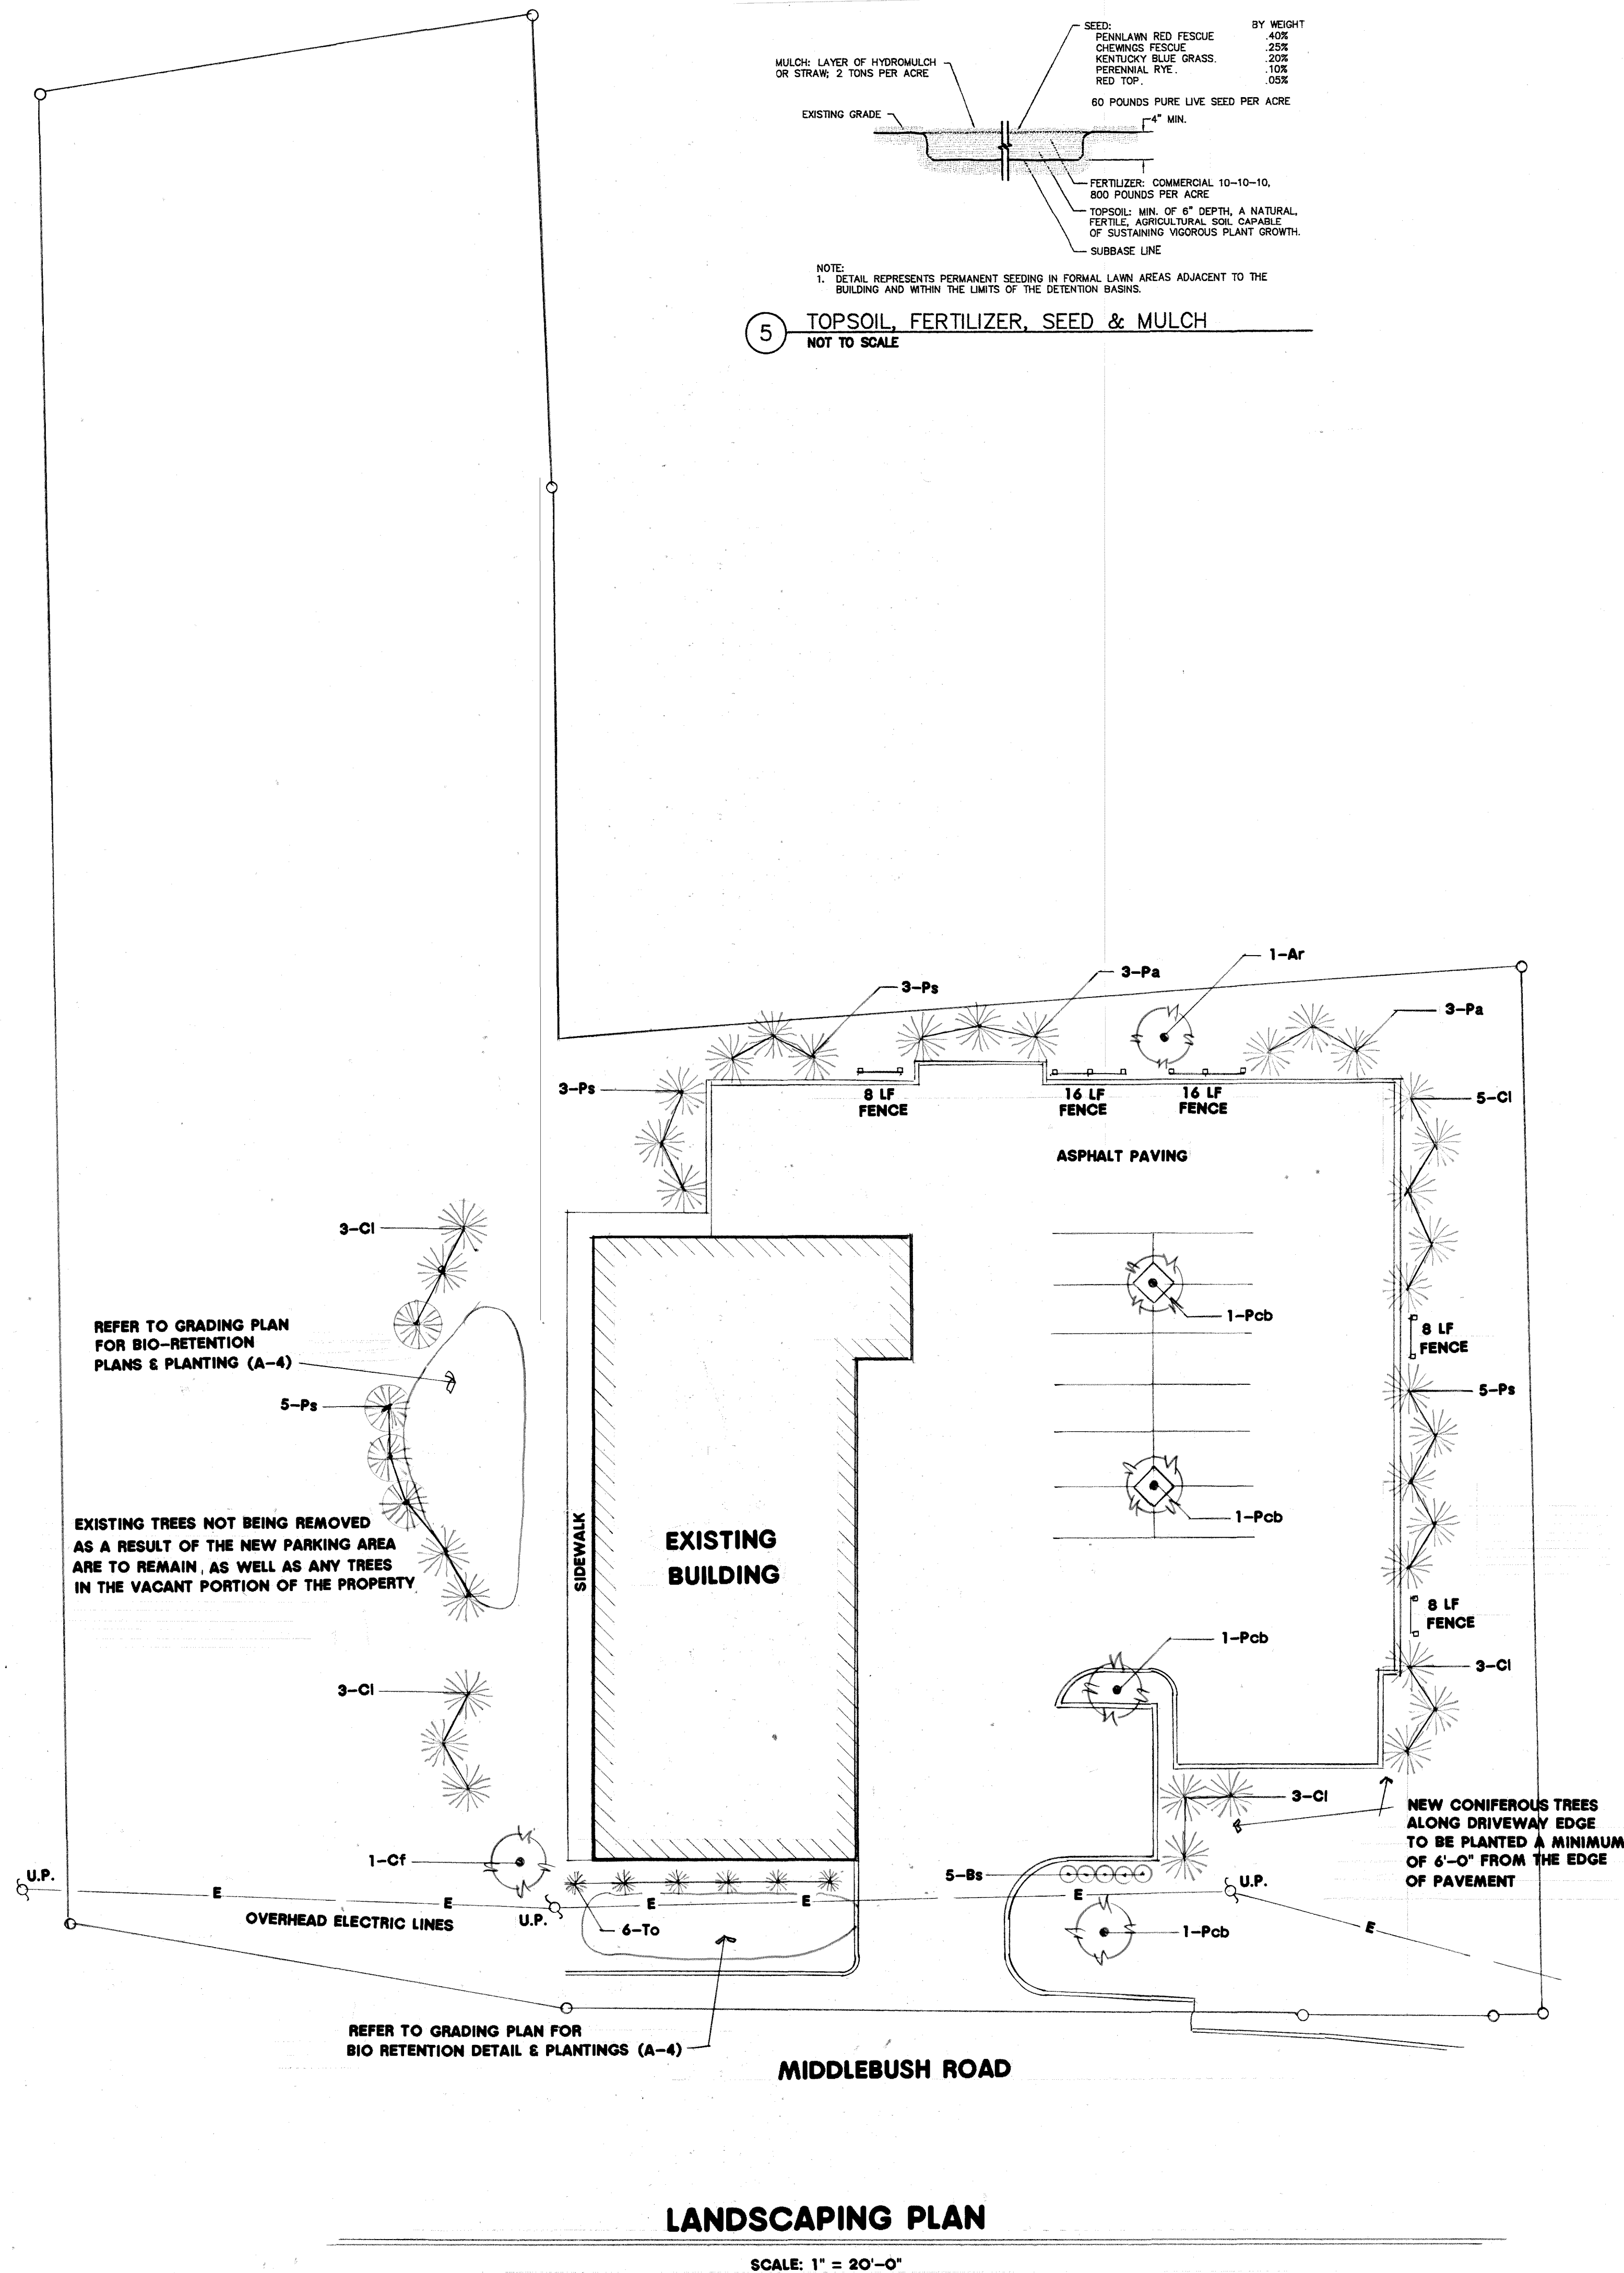 SEED: BY WEIGHT
PENNLAWN RED FESCUE .40%
CHEWINGS FESCUE .25%
KENTUCKY BLUE GRASS. .20%
PERENNIAL RYE. .10%
RED TOP. .05%
60 POUNDS PURE LIVE SEED PER ACRE
MULCH: LAYER OF HYDROMULCH
OR STRAW; 2 TONS PER ACRE
EXISTING GRADE
4" MIN.
FERTILIZER: COMMERCIAL 10-10-10,
800 POUNDS PER ACRE
TOPSOIL: MIN. OF 6" DEPTH, A NATURAL,
FERTILE, AGRICULTURAL SOIL CAPABLE
OF SUSTAINING VIGOROUS PLANT GROWTH.
SUBBASE LINE
NOTE:
1. DETAIL REPRESENTS PERMANENT SEEDING IN FORMAL LAWN AREAS ADJACENT TO THE
BUILDING AND WITHIN THE LIMITS OF THE DETENTION BASINS.
5 TOPSOIL, FERTILIZER, SEED & MULCH
NOT TO SCALE
1-Ar
3-Pa
3-Ps
3-Pa
3-Ps
8 LF
FENCE
16 LF
FENCE
16 LF
FENCE
5-Cl
ASPHALT PAVING
3-Cl
1-Pcb
REFER TO GRADING PLAN
FOR BIO-RETENTION
PLANS & PLANTING (A-4)
8 LF
FENCE
5-Ps
5-Ps
EXISTING TREES NOT BEING REMOVED
AS A RESULT OF THE NEW PARKING AREA
ARE TO REMAIN, AS WELL AS ANY TREES
IN THE VACANT PORTION OF THE PROPERTY
SIDEWALK
EXISTING
BUILDING
1-Pcb
8 LF
FENCE
1-Pcb
3-Cl
3-Cl
3-Cl
NEW CONIFEROUS TREES
ALONG DRIVEWAY EDGE
TO BE PLANTED A MINIMUM
OF 6'-0" FROM THE EDGE
OF PAVEMENT
1-Cf
5-Bs
U.P.
E
E
E
E
E
U.P.
OVERHEAD ELECTRIC LINES
U.P.
6-To
1-Pcb
E
REFER TO GRADING PLAN FOR
BIO RETENTION DETAIL & PLANTINGS (A-4)
MIDDLEBUSH ROAD
LANDSCAPING PLAN
SCALE: 1" = 20'-0"